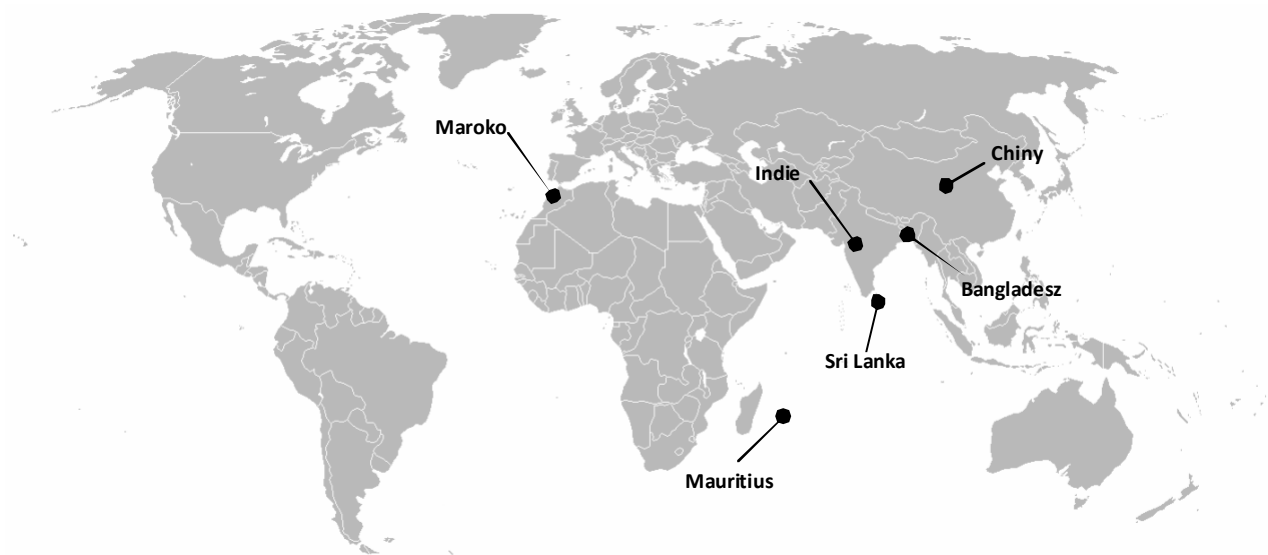 Maroko
Chiny
Indie
Bangladesz
Sri Lanka
Mauritius